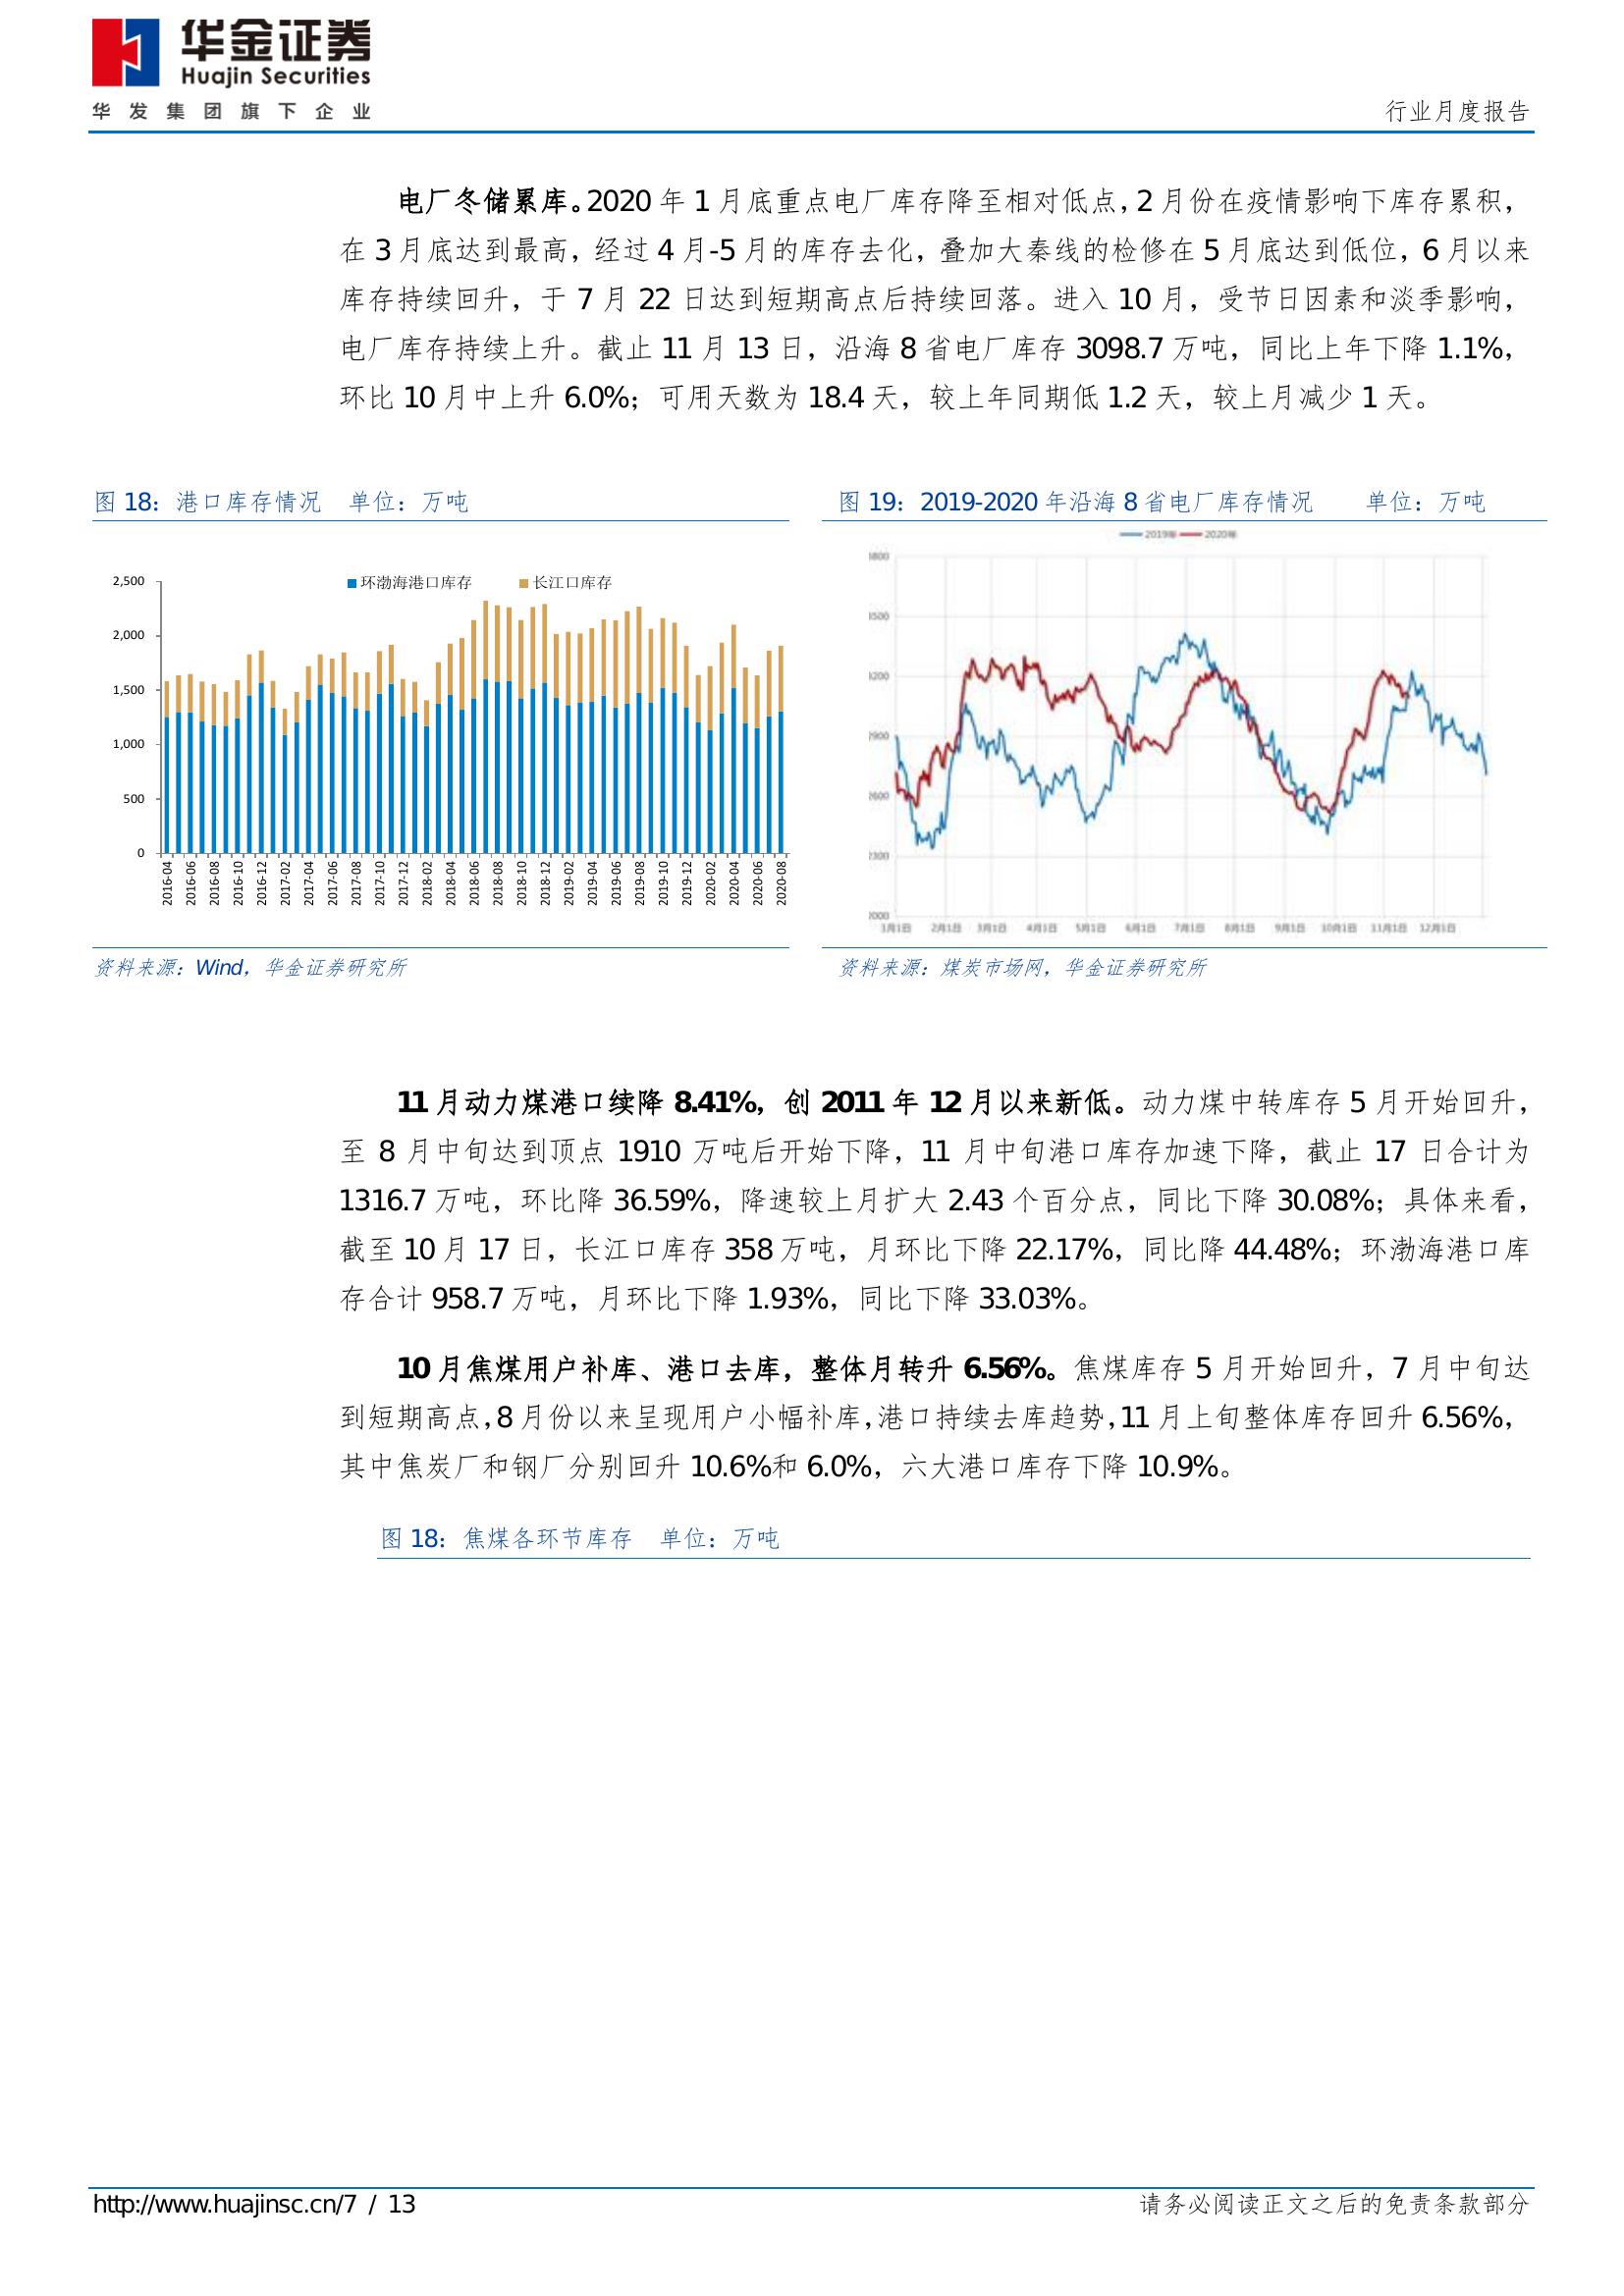 华金证券
Huajin Securities
华发集团旗下企业
行业月度报告
电厂冬储累库。2020 年 1 月底重点电厂库存降至相对低点，2 月份在疫情影响下库存累积，
在 3 月底达到最高，经过 4 月-5 月的库存去化，叠加大秦线的检修在 5 月底达到低位，6 月以来
库存持续回升，于 7 月 22 日达到短期高点后持续回落。进入 10 月，受节日因素和淡季影响，
电厂库存持续上升。截止 11 月 13 日，沿海 8 省电厂库存 3098.7 万吨，同比上年下降 1.1%，
环比 10 月中上升 6.0%；可用天数为 18.4 天，较上年同期低 1.2 天，较上月减少 1 天。
图 18：港口库存情况 单位：万吨
环渤海港口库存 长江口库存
2,500
2,000
1,500
1,000
500
0
2016-04 2016-06 2016-08 2016-10 2016-12 2017-02 2017-04 2017-06 2017-08 2017-10 2017-12 2018-02 2018-04 2018-06 2018-08 2018-10 2018-12 2019-02 2019-04 2019-06 2019-08 2019-10 2019-12 2020-02 2020-04 2020-06 2020-08
资料来源：Wind，华金证券研究所
图 19：2019-2020 年沿海 8 省电厂库存情况 单位：万吨
2019年 2020年
3800
3500
3200
2900
2600
2300
2000
1月1日 2月1日 3月1日 4月1日 5月1日 6月1日 7月1日 8月1日 9月1日 10月1日 11月1日 12月1日
资料来源：煤炭市场网，华金证券研究所
11 月动力煤港口续降 8.41%，创 2011 年 12 月以来新低。动力煤中转库存 5 月开始回升，
至 8 月中旬达到顶点 1910 万吨后开始下降，11 月中旬港口库存加速下降，截止 17 日合计为
1316.7 万吨，环比降 36.59%，降速较上月扩大 2.43 个百分点，同比下降 30.08%；具体来看，
截至 10 月 17 日，长江口库存 358 万吨，月环比下降 22.17%，同比降 44.48%；环渤海港口库
存合计 958.7 万吨，月环比下降 1.93%，同比下降 33.03%。
10 月焦煤用户补库、港口去库，整体月转升 6.56%。焦煤库存 5 月开始回升，7 月中旬达
到短期高点，8 月份以来呈现用户小幅补库，港口持续去库趋势，11 月上旬整体库存回升 6.56%，
其中焦炭厂和钢厂分别回升 10.6%和 6.0%，六大港口库存下降 10.9%。
图 18：焦煤各环节库存 单位：万吨
http://www.huajinsc.cn/7 / 13
请务必阅读正文之后的免责条款部分